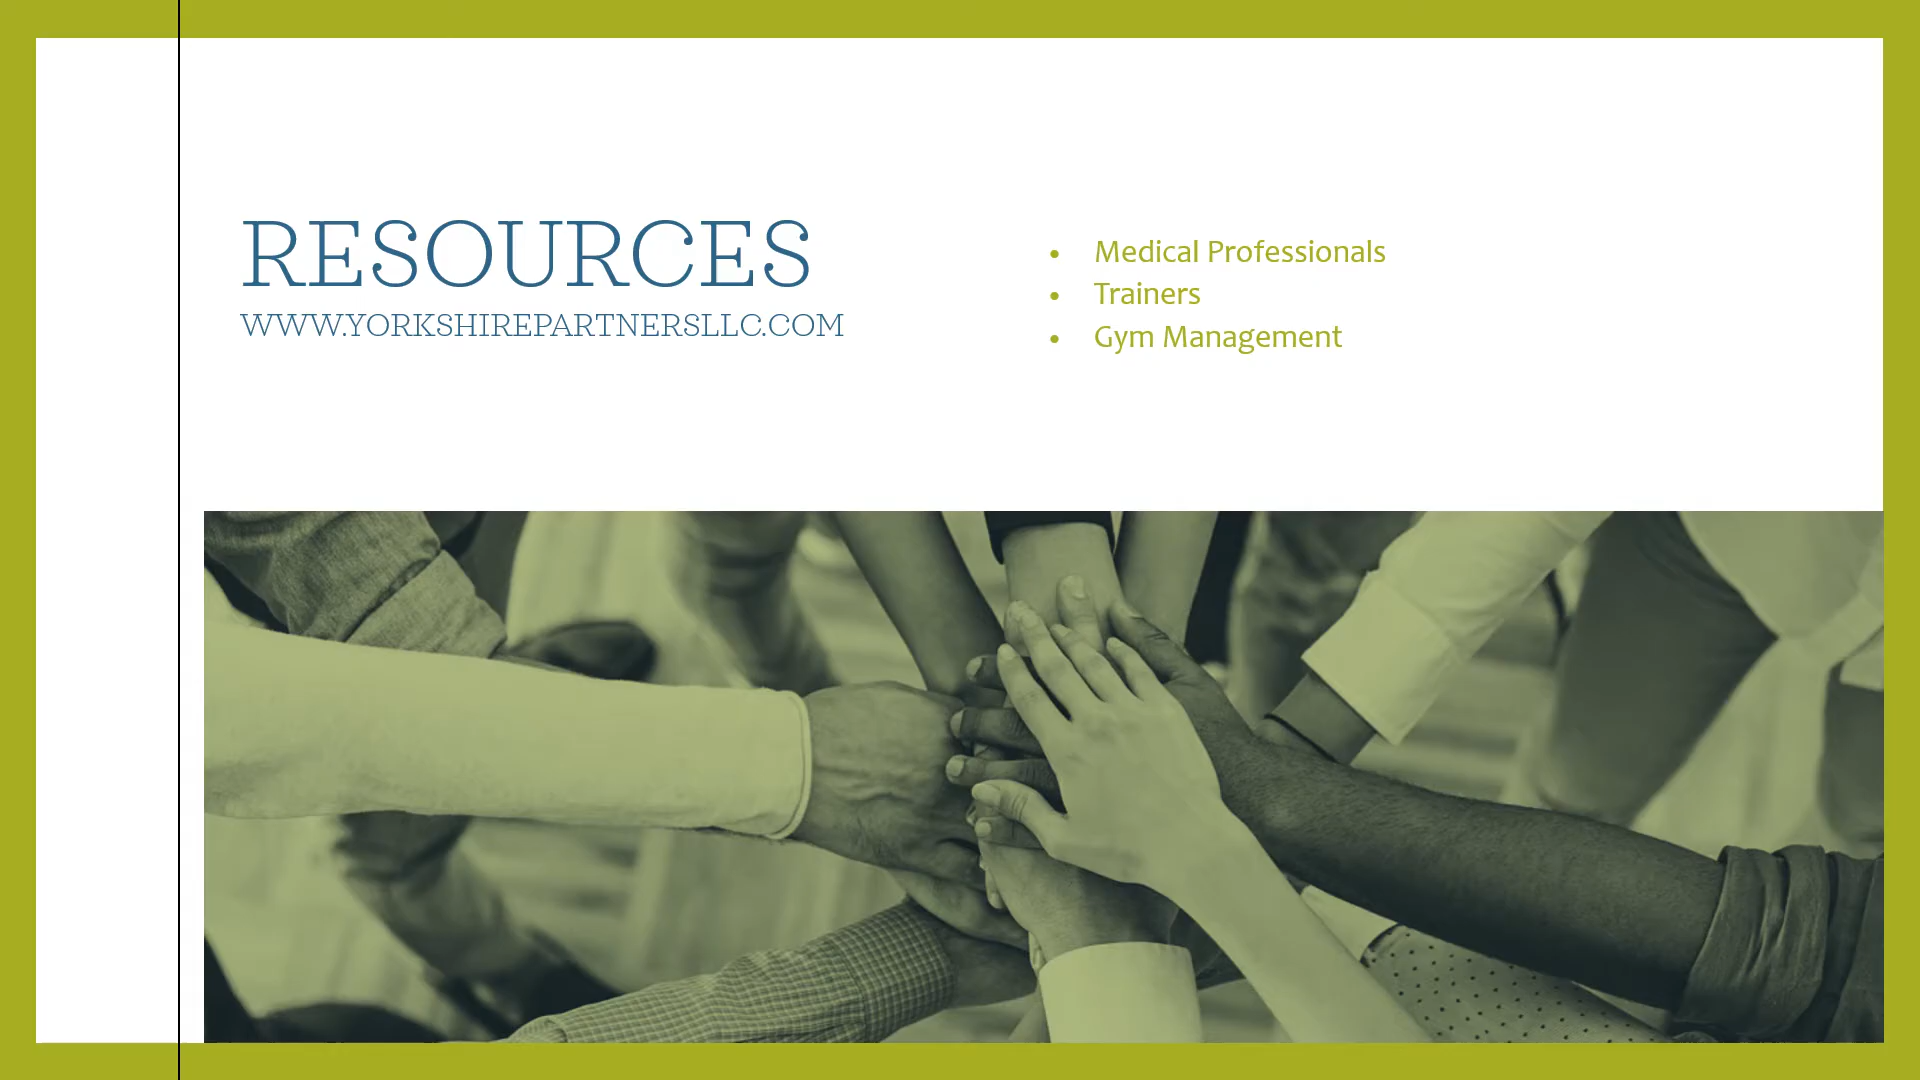 RESOURCES
WWW.YORKSHIREPARTNERSLLC.COM
• Medical Professionals
• Trainers
• Gym Management